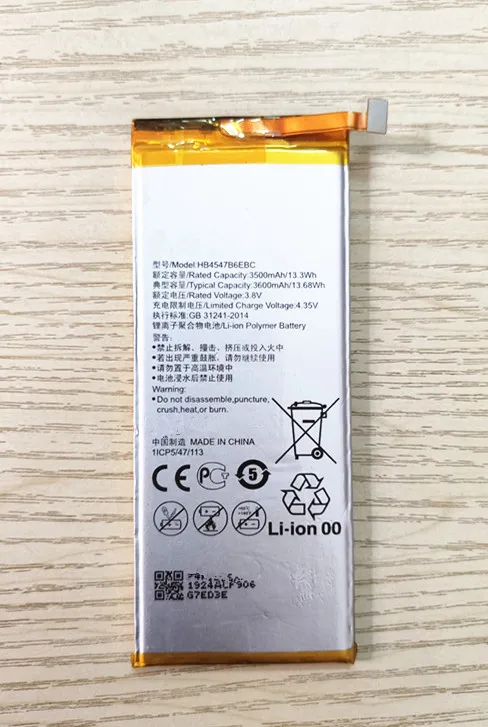 型号/Model:HB4547B6EBC
额定容量/Rated Capacity:3500mAh/13.3Wh
典型容量/Typical Capacity:3600mAh/13.68Wh
额定电压/Rated Voltage:3.8V
充电限制电压/Limited Charge Voltage:4.35V
执行标准:GB 31241-2014
锂离子聚合物电池/Li-ion Polymer Battery
警告:
•禁止拆解、撞击、挤压或投入火中
•若出现严重鼓胀，请勿继续使用
•请勿置于高温环境中
•电池浸水后禁止使用
Warning:
•Do not disassemble,puncture,
crush,heat,or burn.
中国制造 MADE IN CHINA
1ICP5/47/113
CE PC 5
Li-ion 00
1924ALF906
G7ED3E